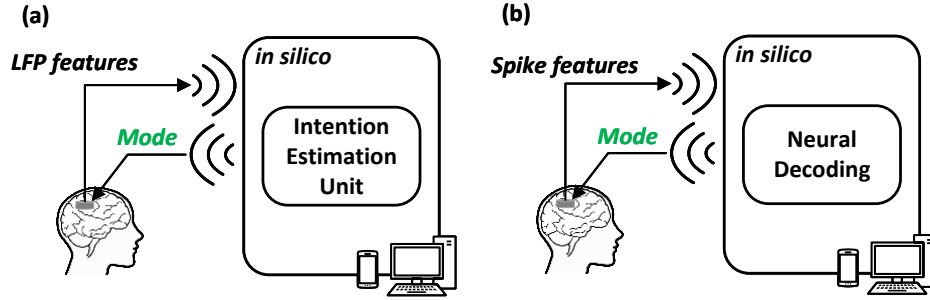 (a)
LFP features
in silico
Mode
Intention
Estimation
Unit
(b)
Spike features
in silico
Mode
Neural
Decoding